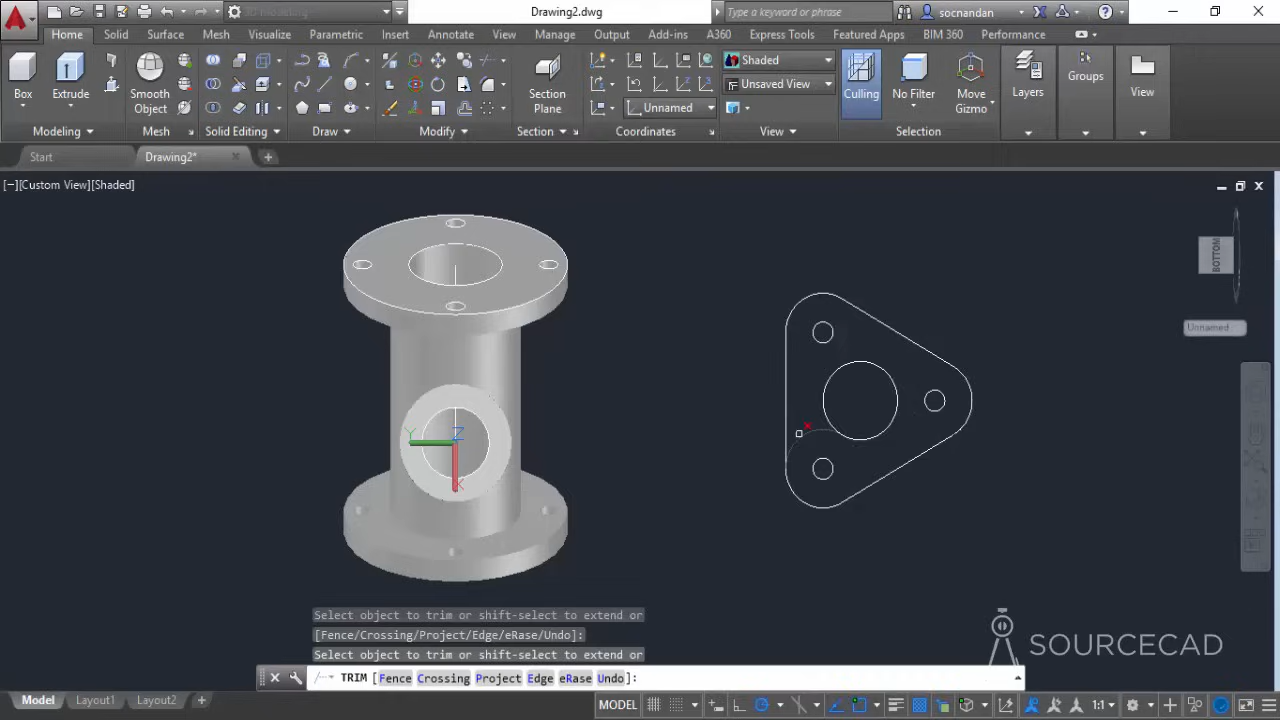 3D Modeling
Drawing2.dwg
Type a keyword or phrase
socnandan
Home Solid Surface Mesh Visualize Parametric Insert Annotate View Manage Output Add-ins A360 Express Tools Featured Apps BIM 360 Performance
Box
Extrude
Smooth
Object
Section
Plane
Shaded
Unsaved View
Unnamed
Culling
No Filter
Move
Gizmo
Layers
Groups
View
Modeling
Mesh
Solid Editing
Draw
Modify
Section
Coordinates
View
Selection
Start
Drawing2*
[−][Custom View][Shaded]
BOTTOM
Unnamed
Y
Z
X
Select object to trim or shift-select to extend or
[Fence/Crossing/Project/Edge/eRase/Undo]:
Select object to trim or shift-select to extend or
TRIM [Fence Crossing Project Edge eRase Undo]:
SOURCECAD
Model
Layout1
Layout2
MODEL
1:1